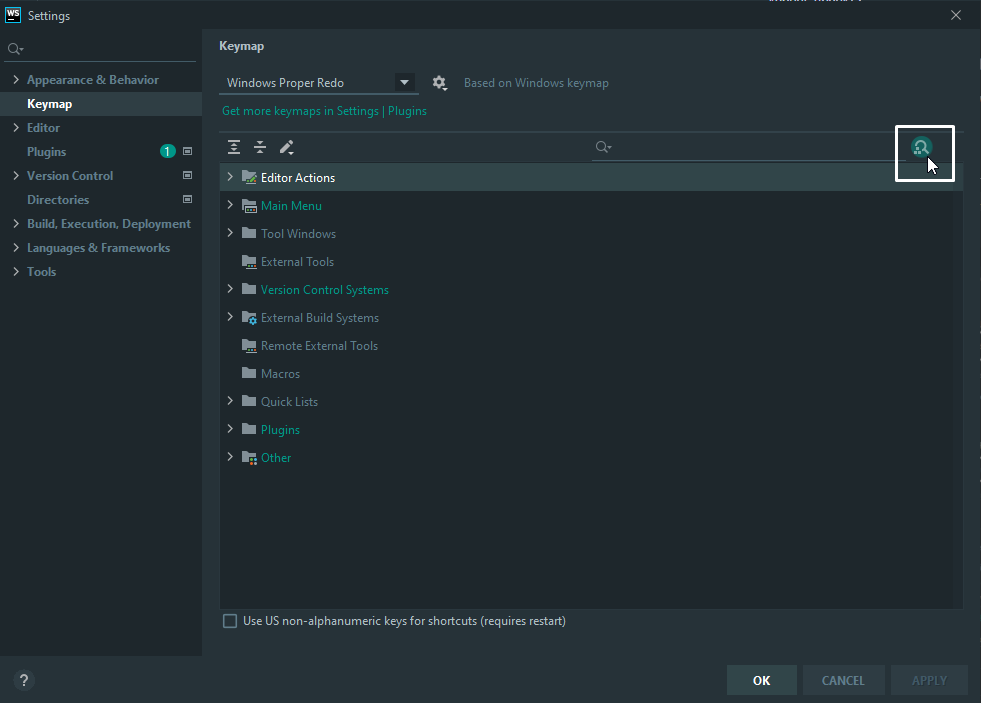 WS Settings
Keymap
Appearance & Behavior
Keymap
Editor
Plugins 1
Version Control
Directories
Build, Execution, Deployment
Languages & Frameworks
Tools
Windows Proper Redo Based on Windows keymap
Get more keymaps in Settings | Plugins
Editor Actions
Main Menu
Tool Windows
External Tools
Version Control Systems
External Build Systems
Remote External Tools
Macros
Quick Lists
Plugins
Other
Use US non-alphanumeric keys for shortcuts (requires restart)
?
OK CANCEL APPLY